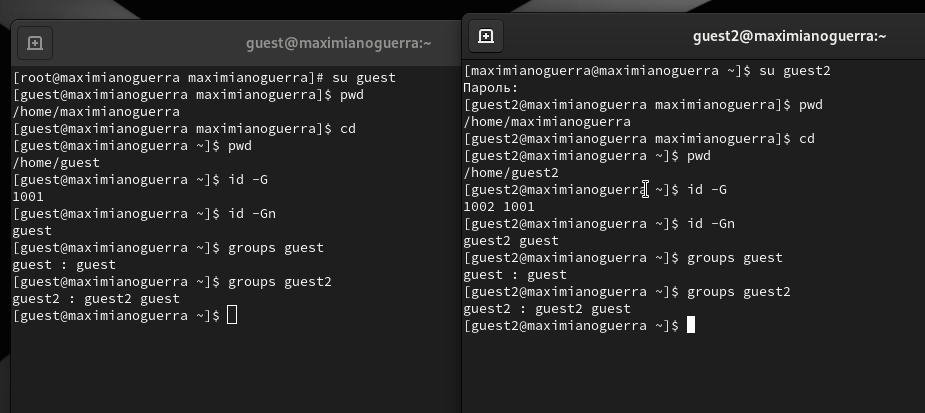 guest@maximianoguerra:~
[root@maximianoguerra maximianoguerra]# su guest
[guest@maximianoguerra maximianoguerra]$ pwd
/home/maximianoguerra
[guest@maximianoguerra maximianoguerra]$ cd
[guest@maximianoguerra ~]$ pwd
/home/guest
[guest@maximianoguerra ~]$ id -G
1001
[guest@maximianoguerra ~]$ id -Gn
guest
[guest@maximianoguerra ~]$ groups guest
guest : guest
[guest@maximianoguerra ~]$ groups guest2
guest2 : guest2 guest
[guest@maximianoguerra ~]$
guest2@maximianoguerra:~
[maximianoguerra@maximianoguerra ~]$ su guest2
Пароль:
[guest2@maximianoguerra maximianoguerra]$ pwd
/home/maximianoguerra
[guest2@maximianoguerra maximianoguerra]$ cd
[guest2@maximianoguerra ~]$ pwd
/home/guest2
[guest2@maximianoguerra ~]$ id -G
1002 1001
[guest2@maximianoguerra ~]$ id -Gn
guest2 guest
[guest2@maximianoguerra ~]$ groups guest
guest : guest
[guest2@maximianoguerra ~]$ groups guest2
guest2 : guest2 guest
[guest2@maximianoguerra ~]$